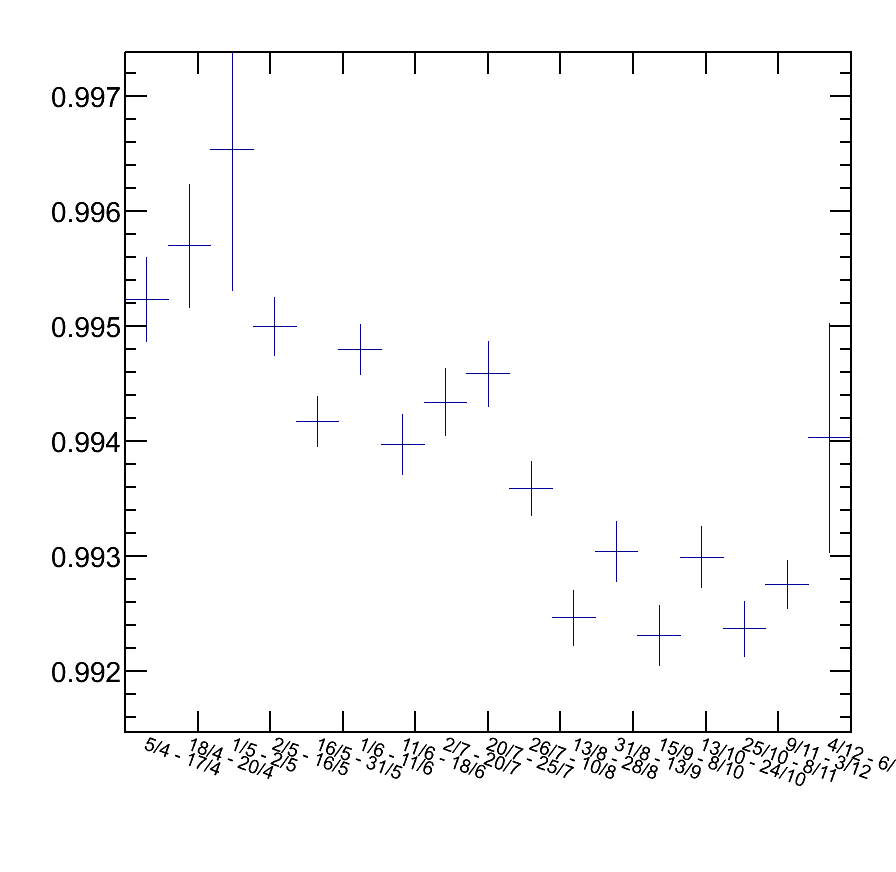 0.997
0.996
0.995
0.994
0.993
0.992
5/4 - 17/4
18/4 - 20/4
1/5 - 2/5
2/5 - 16/5
16/5 - 31/5
1/6 - 11/6
11/6 - 18/6
2/7 - 20/7
20/7 - 25/7
26/7 - 10/8
13/8 - 28/8
31/8 - 13/9
15/9 - 8/10
13/10 - 24/10
25/10 - 8/11
9/11 - 3/12
4/12 - 6/